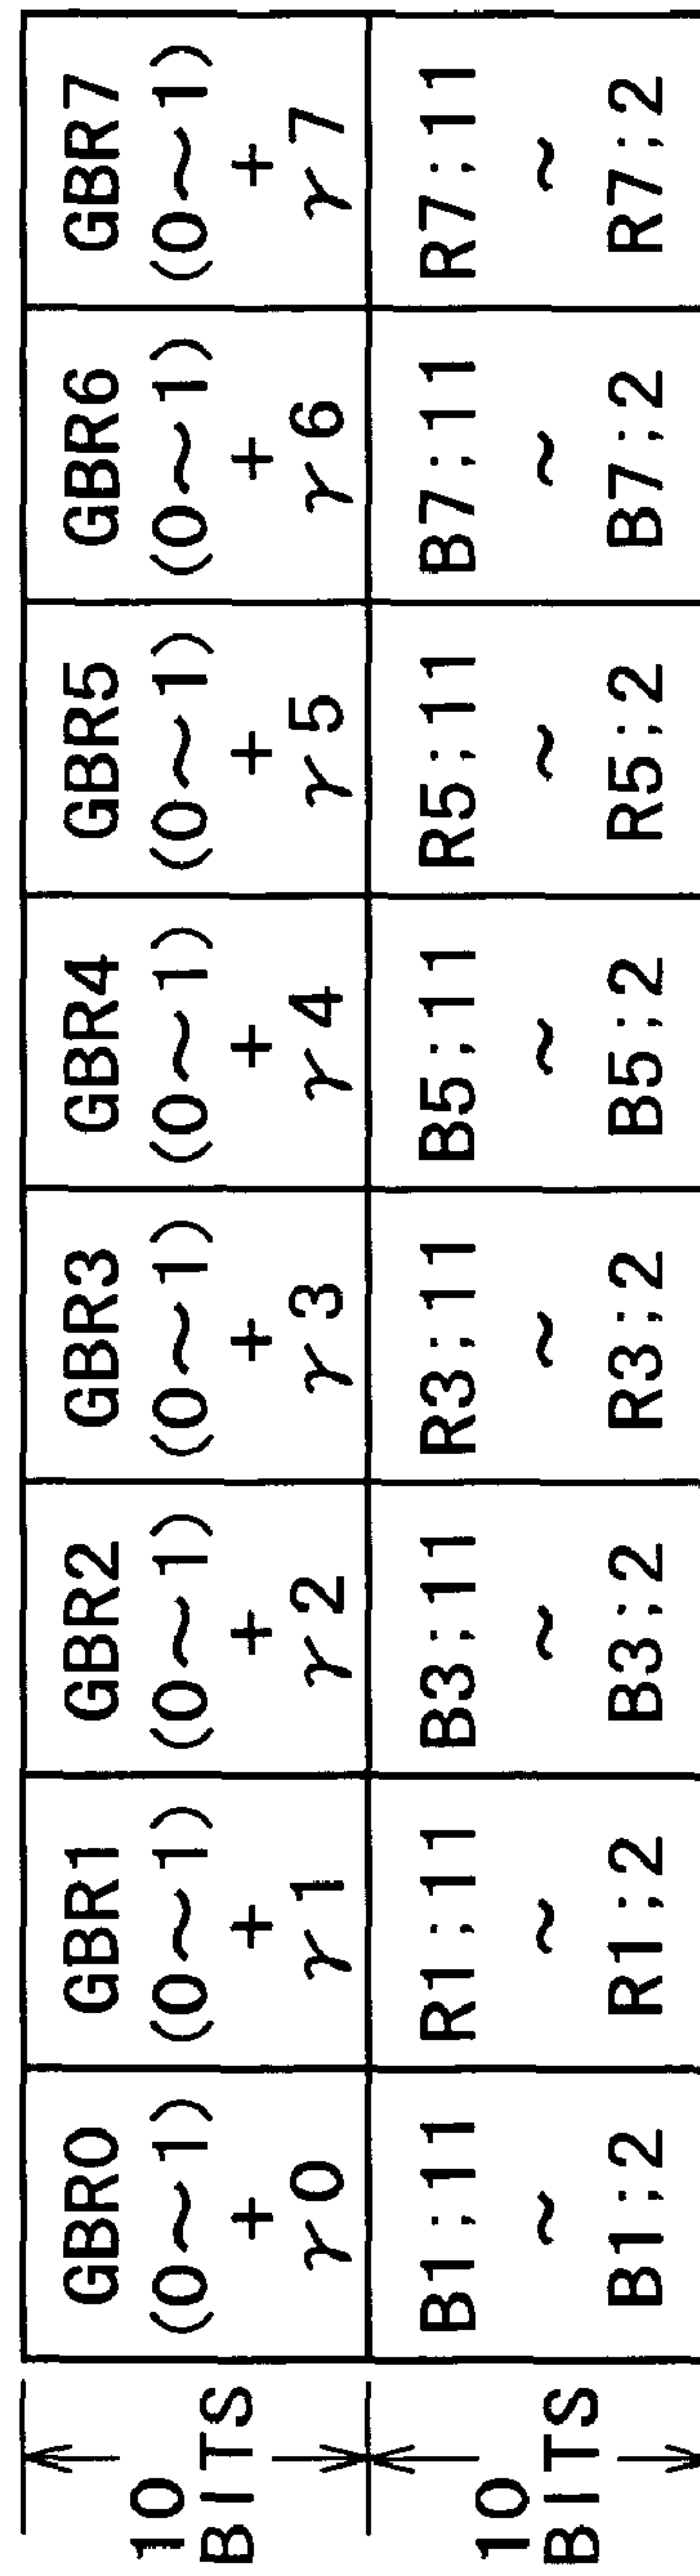 10
BITS
GBR0
(0~1)
+
γ0
GBR1
(0~1)
+
γ1
GBR2
(0~1)
+
γ2
GBR3
(0~1)
+
γ3
GBR4
(0~1)
+
γ4
GBR5
(0~1)
+
γ5
GBR6
(0~1)
+
γ6
GBR7
(0~1)
+
γ7
10
BITS
B1;11
~
B1;2
R1;11
~
R1;2
B3;11
~
B3;2
R3;11
~
R3;2
B5;11
~
B5;2
R5;11
~
R5;2
B7;11
~
B7;2
R7;11
~
R7;2